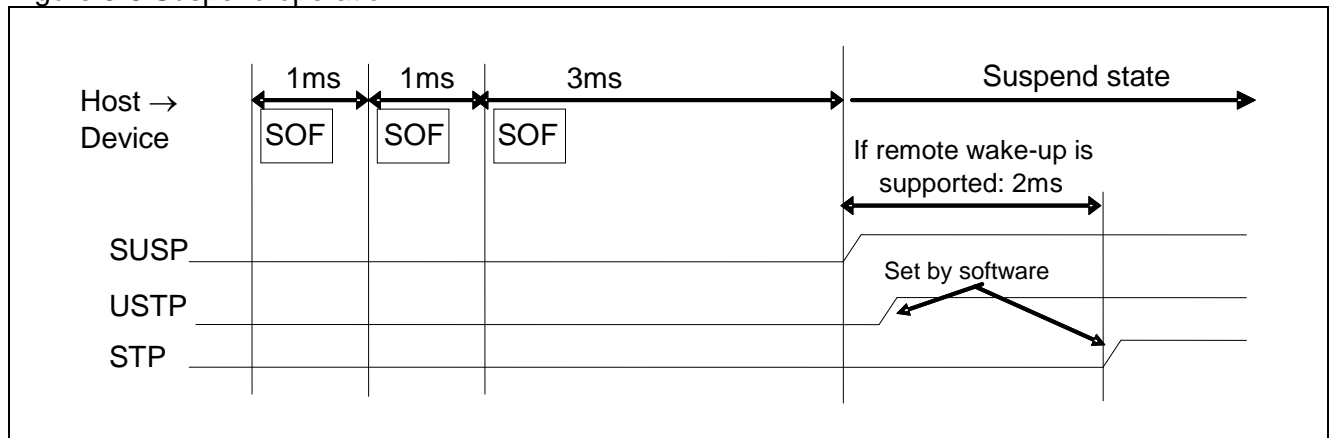 1ms 1ms 3ms Suspend state
Host →
Device
SOF SOF SOF
If remote wake-up is
supported: 2ms
SUSP
Set by software
USTP
STP